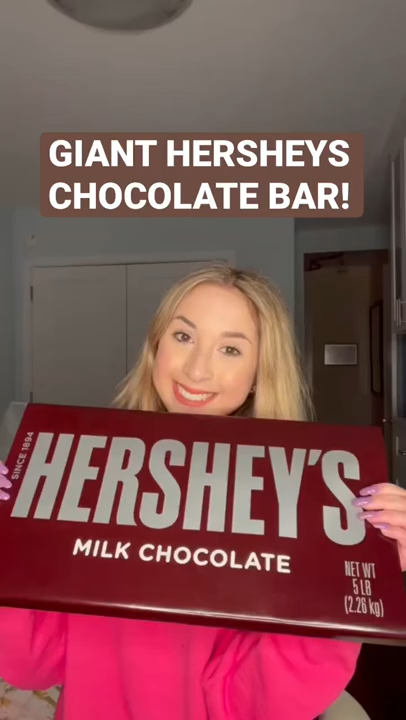 GIANT HERSHEYS
CHOCOLATE BAR!
SINCE 1894
HERSHEY'S
MILK CHOCOLATE
NET WT
5 LB
(2.26 kg)